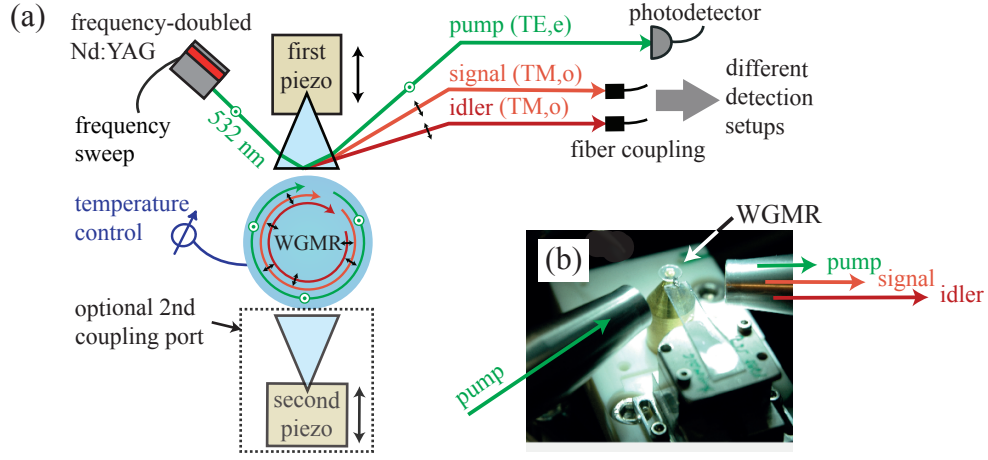 (a)
frequency-doubled
Nd:YAG
frequency
sweep
532 nm
first
piezo
pump (TE,e)
signal (TM,o)
idler (TM,o)
photodetector
fiber coupling
different
detection
setups
temperature
control
WGMR
optional 2nd
coupling port
second
piezo
(b)
WGMR
pump
signal
idler
pump